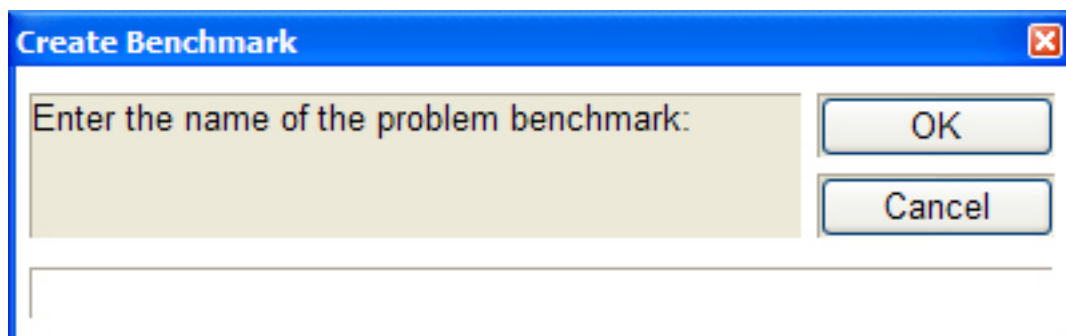 Create Benchmark
Enter the name of the problem benchmark:
OK
Cancel